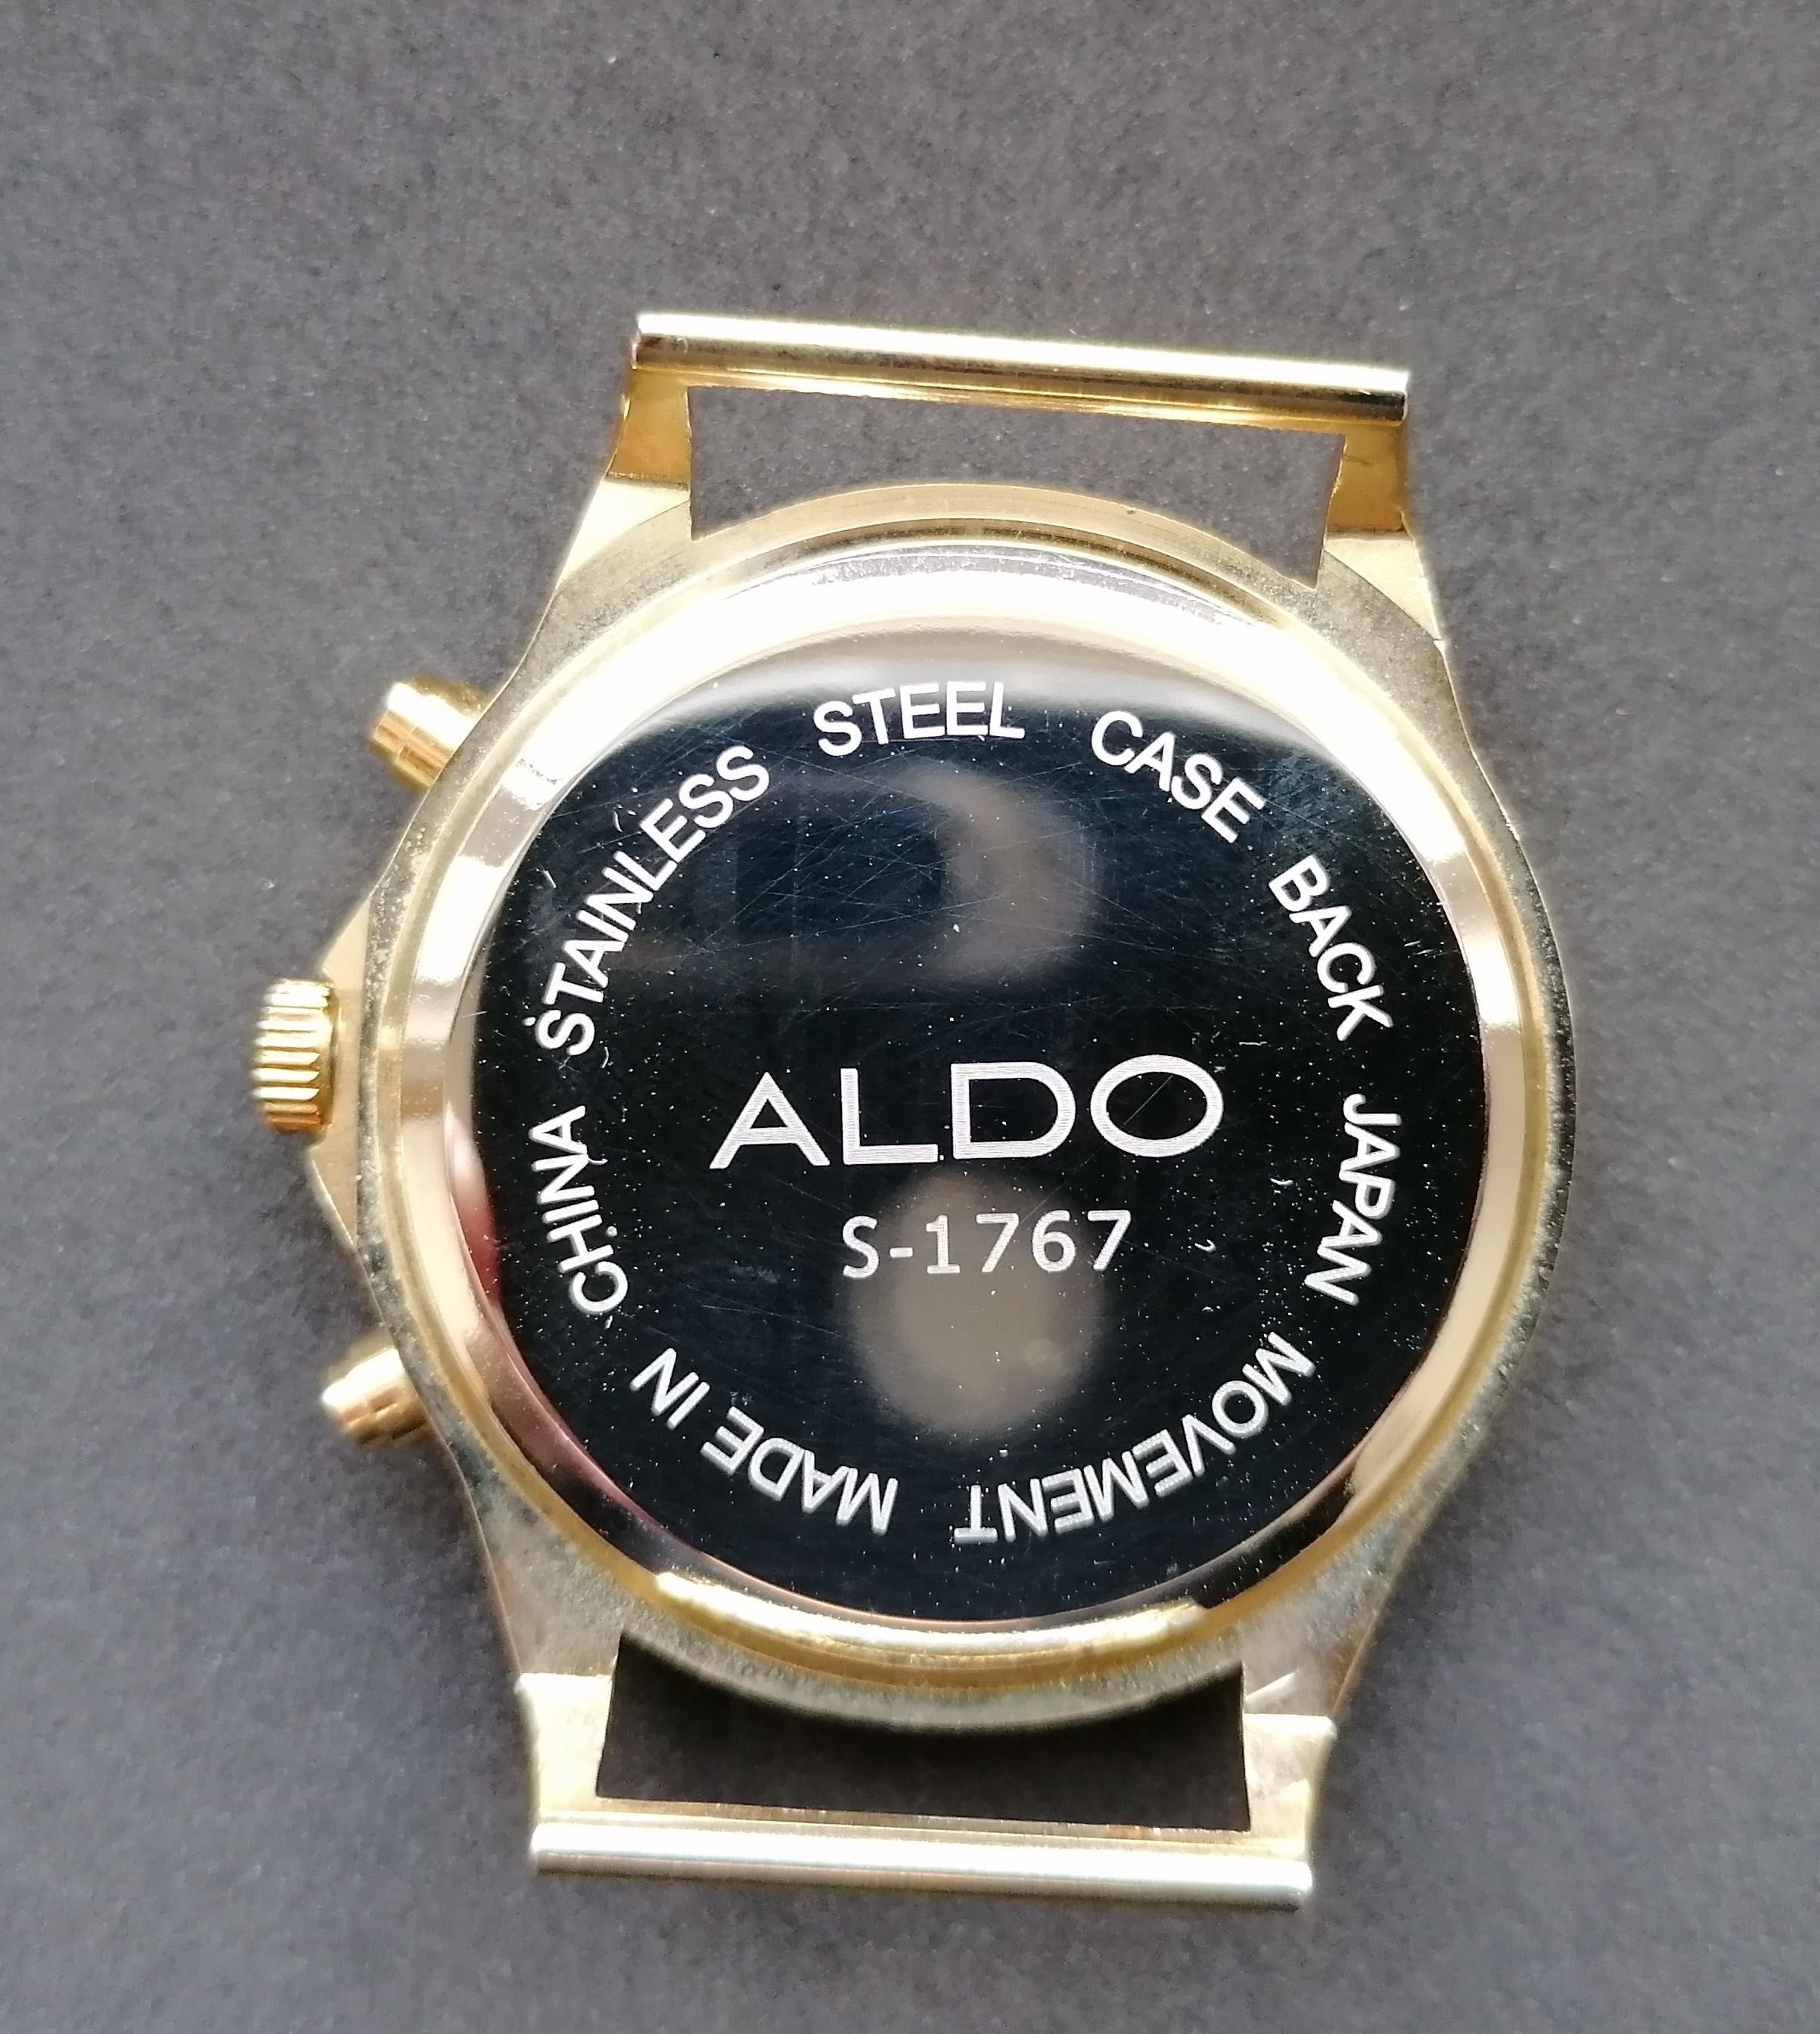 STAINLESS STEEL CASE BACK JAPAN MOVEMENT MADE IN CHINA
ALDO
S-1767